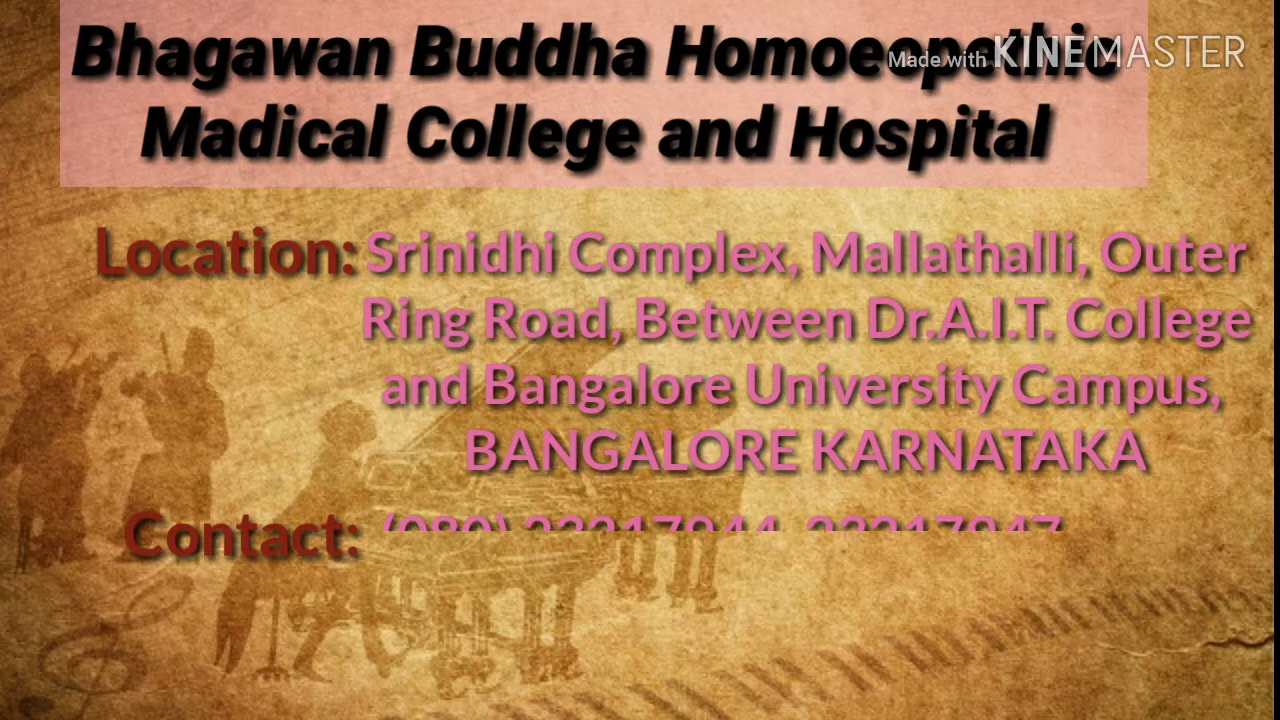 Bhagawan Buddha Homoeopathic
Made with KINEMASTER
Madical College and Hospital
Location: Srinidhi Complex, Mallathalli, Outer
Ring Road, Between Dr.A.I.T. College
and Bangalore University Campus,
BANGALORE KARNATAKA
Contact: